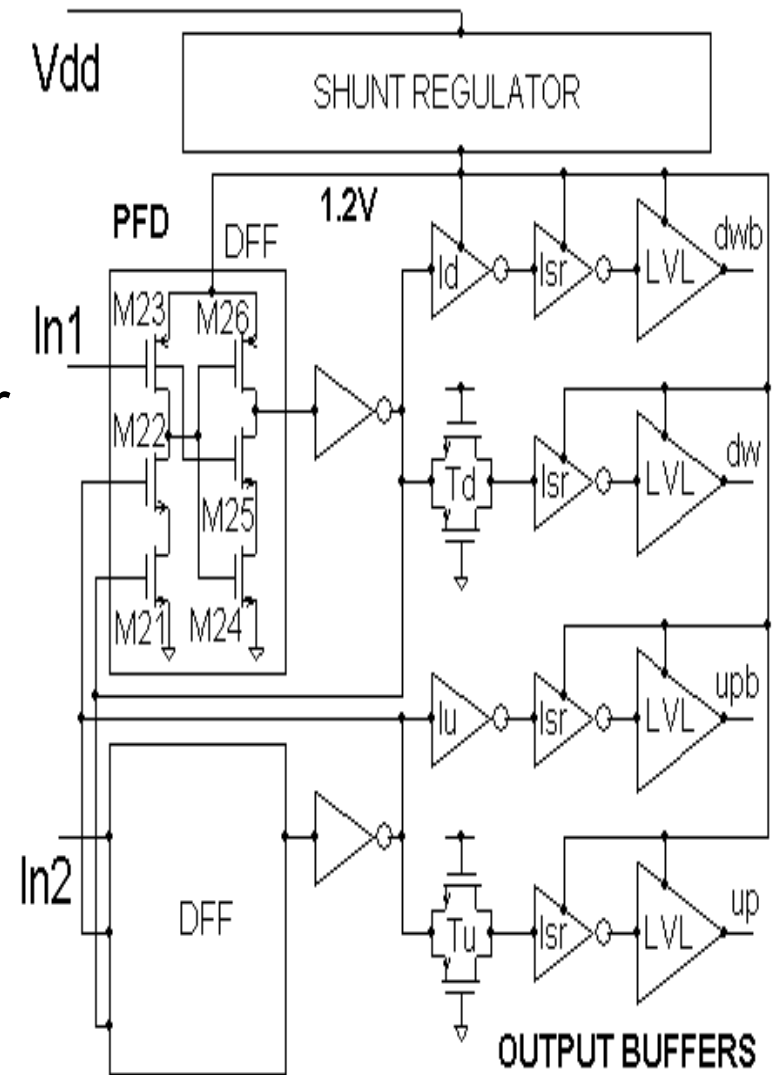 Vdd
SHUNT REGULATOR
PFD
1.2V
DFF
dwb
Id
Isr
LVL
M23
M26
In1
r
M22
dw
Td
Isr
LVL
M25
M21
M24
upb
Iu
Isr
LVL
In2
DFF
up
Tu
Isr
LVL
OUTPUT BUFFERS